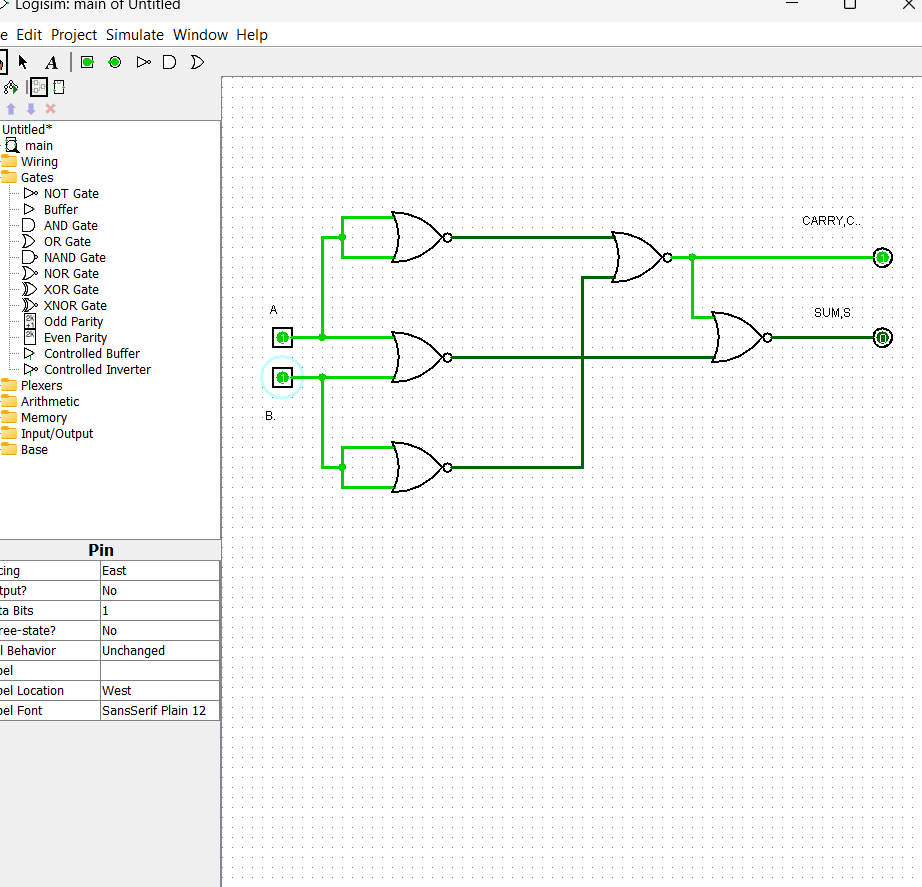 Logisim: main of Untitled
e Edit Project Simulate Window Help
A
Untitled*
main
Wiring
Gates
NOT Gate
Buffer
AND Gate
OR Gate
NAND Gate
NOR Gate
XOR Gate
XNOR Gate
2k+1 Odd Parity
2k Even Parity
Controlled Buffer
Controlled Inverter
Plexers
Arithmetic
Memory
Input/Output
Base
Pin
cing East
tput? No
ta Bits 1
ree-state? No
l Behavior Unchanged
bel
bel Location West
bel Font SansSerif Plain 12
CARRY,C..
1
SUM,S
0
A
1
1
B.